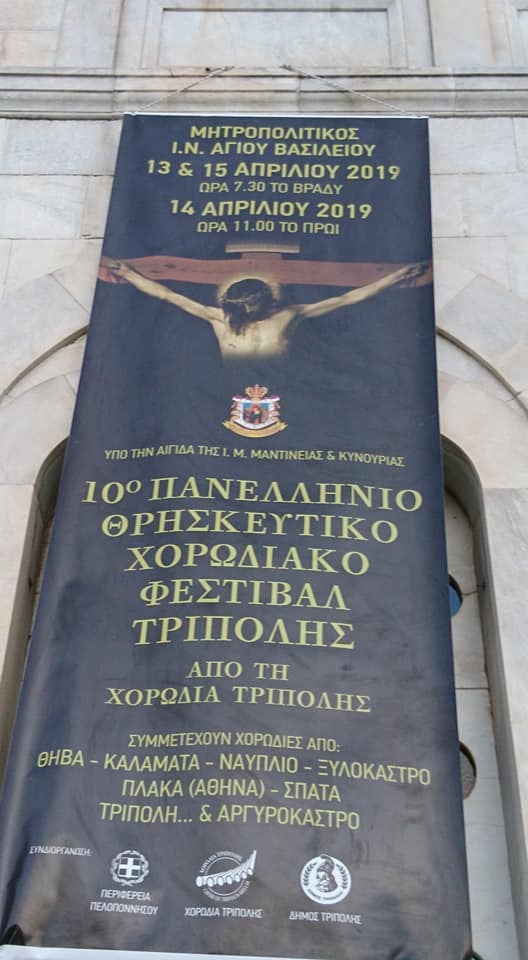 ΜΗΤΡΟΠΟΛΙΤΙΚΟΣ
Ι.Ν. ΑΓΙΟΥ ΒΑΣΙΛΕΙΟΥ
13 & 15 ΑΠΡΙΛΙΟΥ 2019
ΩΡΑ 7.30 ΤΟ ΒΡΑΔΥ
14 ΑΠΡΙΛΙΟΥ 2019
ΩΡΑ 11.00 ΤΟ ΠΡΩΙ
ΥΠΟ ΤΗΝ ΑΙΓΙΔΑ ΤΗΣ Ι. Μ. ΜΑΝΤΙΝΕΙΑΣ & ΚΥΝΟΥΡΙΑΣ
10º ΠΑΝΕΛΛΗΝΙΟ
ΘΡΗΣΚΕΥΤΙΚΟ
ΧΟΡΩΔΙΑΚΟ
ΦΕΣΤΙΒΑΛ
ΤΡΙΠΟΛΗΣ
ΑΠΟ ΤΗ
ΧΟΡΩΔΙΑ ΤΡΙΠΟΛΗΣ
ΣΥΜΜΕΤΕΧΟΥΝ ΧΟΡΩΔΙΕΣ ΑΠΟ:
ΘΗΒΑ - ΚΑΛΑΜΑΤΑ - ΝΑΥΠΛΙΟ - ΞΥΛΟΚΑΣΤΡΟ
ΠΛΑΚΑ (ΑΘΗΝΑ) - ΣΠΑΤΑ
ΤΡΙΠΟΛΗ... & ΑΡΓΥΡΟΚΑΣΤΡΟ
ΣΥΝΔΙΟΡΓΑΝΩΣΗ:
ΠΕΡΙΦΕΡΕΙΑ
ΠΕΛΟΠΟΝΝΗΣΟΥ
ΧΟΡΩΔΙΑ ΤΡΙΠΟΛΗΣ
ΔΗΜΟΣ ΤΡΙΠΟΛΗΣ